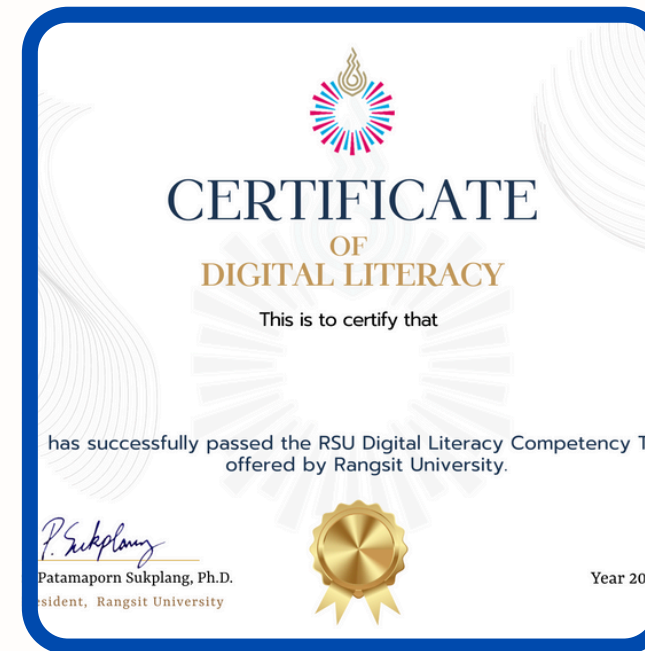 CERTIFICATE
OF
DIGITAL LITERACY
This is to certify that
has successfully passed the RSU Digital Literacy Competency T
offered by Rangsit University.
P. Sukplang
Patamaporn Sukplang, Ph.D.
esident, Rangsit University
Year 20